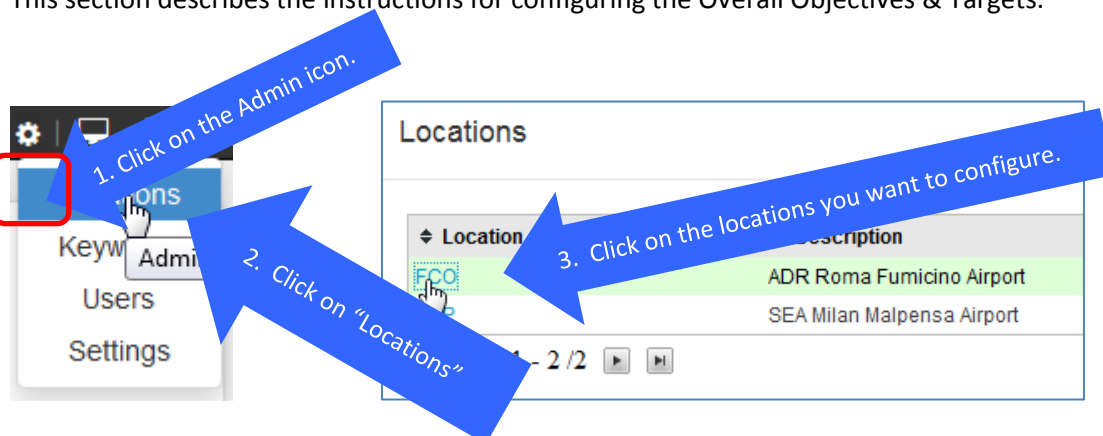 This section describes the instructions for configuring the Overall Objectives & Targets.
1. Click on the Admin icon.
Keyw
Admi
Users
Settings
2. Click on “Locations”
Locations
3. Click on the locations you want to configure.
Location
Description
FCO
ADR Roma Fumicino Airport
SEA Milan Malpensa Airport
- 2 /2